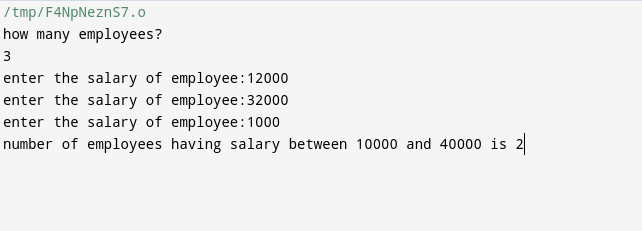 /tmp/F4NpNeznS7.o
how many employees?
3
enter the salary of employee:12000
enter the salary of employee:32000
enter the salary of employee:1000
number of employees having salary between 10000 and 40000 is 2